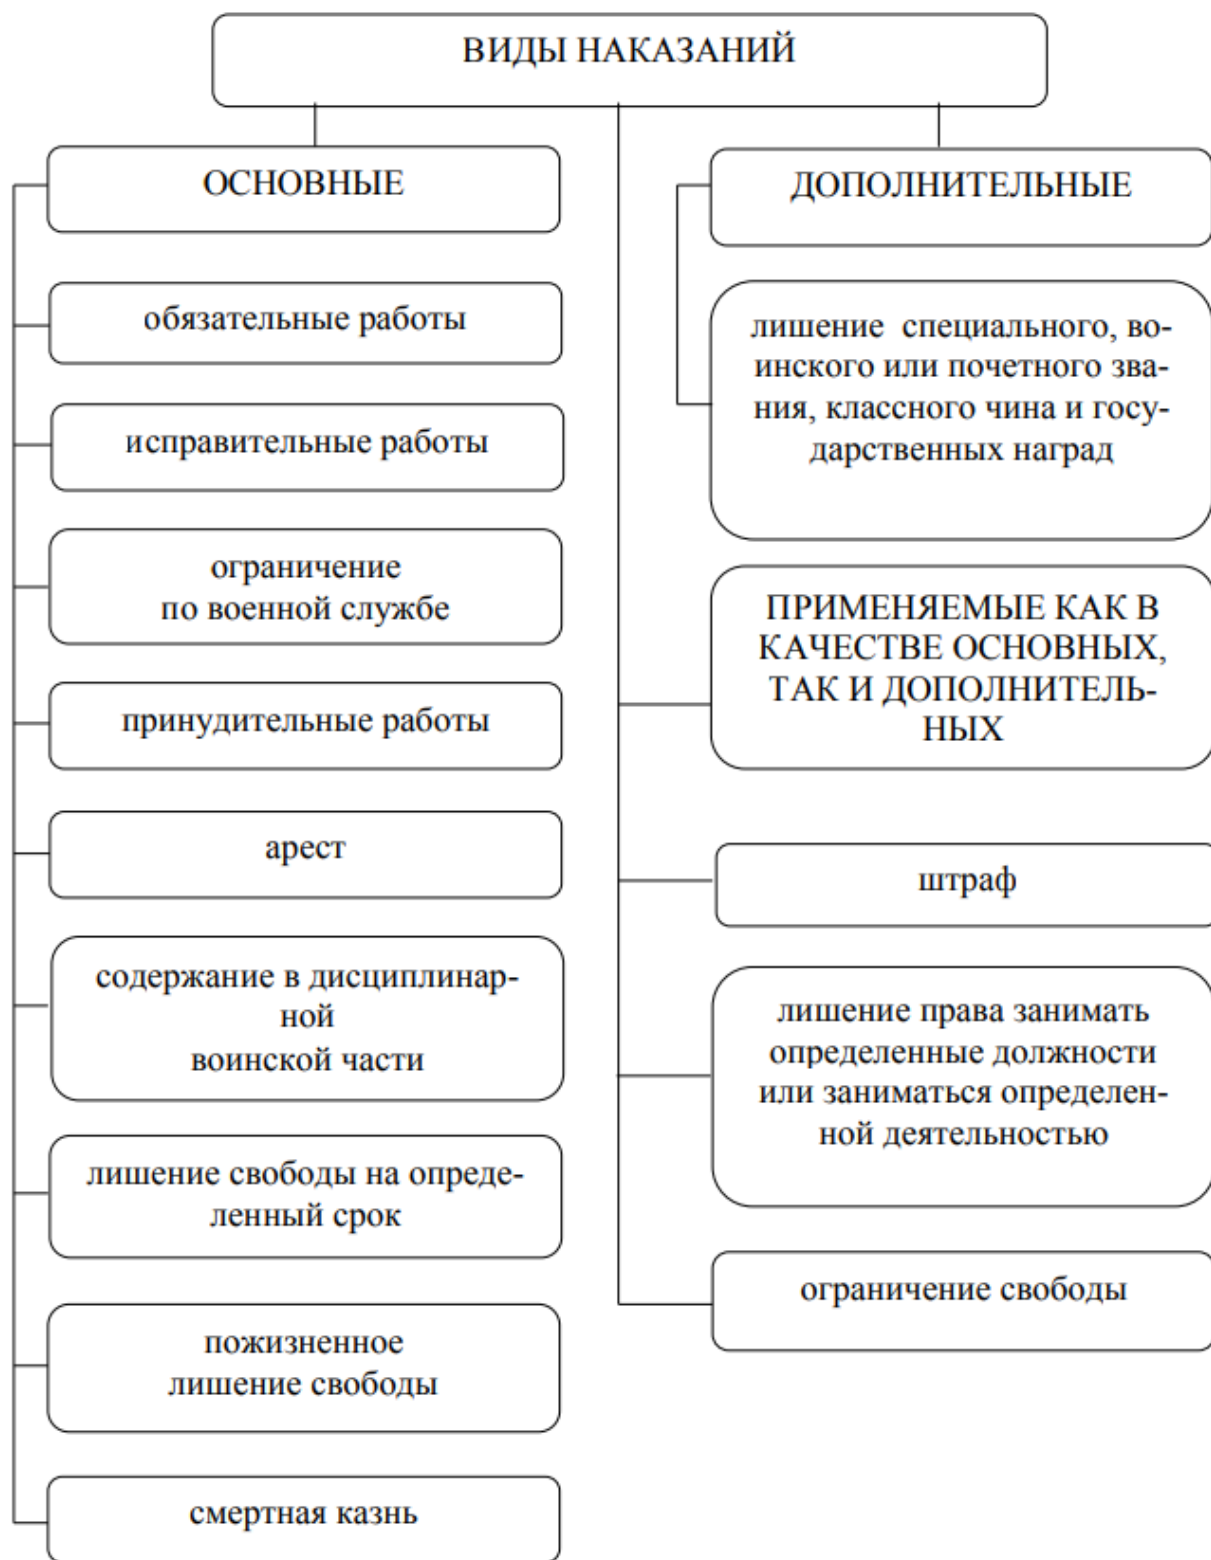 ВИДЫ НАКАЗАНИЙ
ОСНОВНЫЕ
обязательные работы
исправительные работы
ограничение
по военной службе
принудительные работы
арест
содержание в дисциплинар-
ной
воинской части
лишение свободы на опреде-
ленный срок
пожизненное
лишение свободы
смертная казнь
ДОПОЛНИТЕЛЬНЫЕ
лишение специального, во-
инского или почетного зва-
ния, классного чина и госу-
дарственных наград
ПРИМЕНЯЕМЫЕ КАК В
КАЧЕСТВЕ ОСНОВНЫХ,
ТАК И ДОПОЛНИТЕЛЬ-
НЫХ
штраф
лишение права занимать
определенные должности
или заниматься определен-
ной деятельностью
ограничение свободы